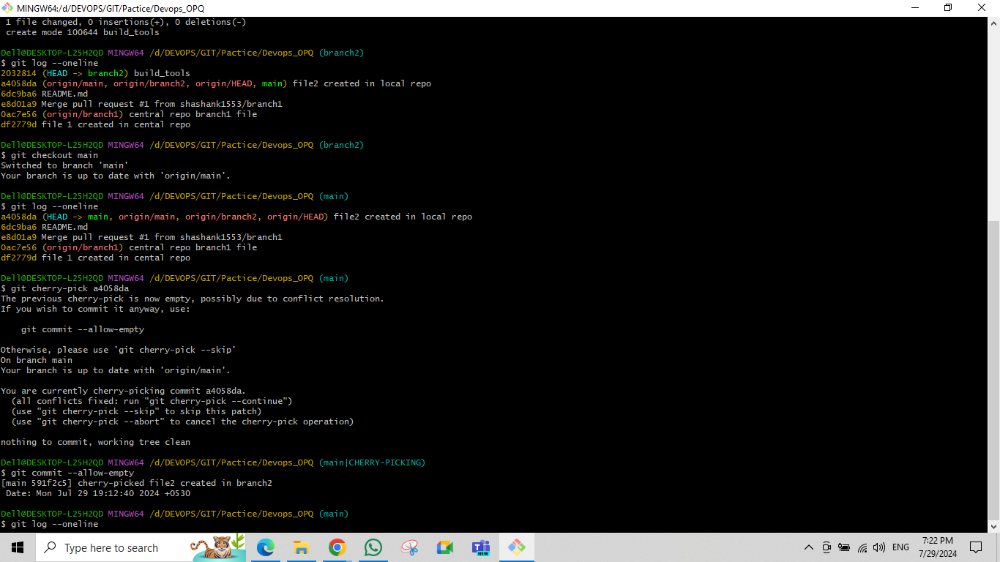 MINGW64:/d/DEVOPS/GIT/Pactice/Devops_OPQ
1 file changed, 0 insertions(+), 0 deletions(-)
create mode 100644 build_tools
Dell@DESKTOP-L25H2QD MINGW64 /d/DEVOPS/GIT/Pactice/Devops_OPQ (branch2)
$ git log --oneline
2032814 (HEAD -> branch2) build_tools
a4058da (origin/main, origin/branch2, origin/HEAD, main) file2 created in local repo
6dc9ba6 README.md
e8d01a9 Merge pull request #1 from shashank1553/branch1
0ac7e56 (origin/branch1) central repo branch1 file
df2779d file 1 created in cental repo
Dell@DESKTOP-L25H2QD MINGW64 /d/DEVOPS/GIT/Pactice/Devops_OPQ (branch2)
$ git checkout main
Switched to branch 'main'
Your branch is up to date with 'origin/main'.
Dell@DESKTOP-L25H2QD MINGW64 /d/DEVOPS/GIT/Pactice/Devops_OPQ (main)
$ git log --oneline
a4058da (HEAD -> main, origin/main, origin/branch2, origin/HEAD) file2 created in local repo
6dc9ba6 README.md
e8d01a9 Merge pull request #1 from shashank1553/branch1
0ac7e56 (origin/branch1) central repo branch1 file
df2779d file 1 created in cental repo
Dell@DESKTOP-L25H2QD MINGW64 /d/DEVOPS/GIT/Pactice/Devops_OPQ (main)
$ git cherry-pick a4058da
The previous cherry-pick is now empty, possibly due to conflict resolution.
If you wish to commit it anyway, use:
git commit --allow-empty
Otherwise, please use 'git cherry-pick --skip'
On branch main
Your branch is up to date with 'origin/main'.
You are currently cherry-picking commit a4058da.
(all conflicts fixed: run "git cherry-pick --continue")
(use "git cherry-pick --skip" to skip this patch)
(use "git cherry-pick --abort" to cancel the cherry-pick operation)
nothing to commit, working tree clean
Dell@DESKTOP-L25H2QD MINGW64 /d/DEVOPS/GIT/Pactice/Devops_OPQ (main|CHERRY-PICKING)
$ git commit --allow-empty
[main 591f2c5] cherry-picked file2 created in branch2
Date: Mon Jul 29 19:12:40 2024 +0530
Dell@DESKTOP-L25H2QD MINGW64 /d/DEVOPS/GIT/Pactice/Devops_OPQ (main)
$ git log --oneline
Type here to search
NEW
ENG
7:22 PM
7/29/2024